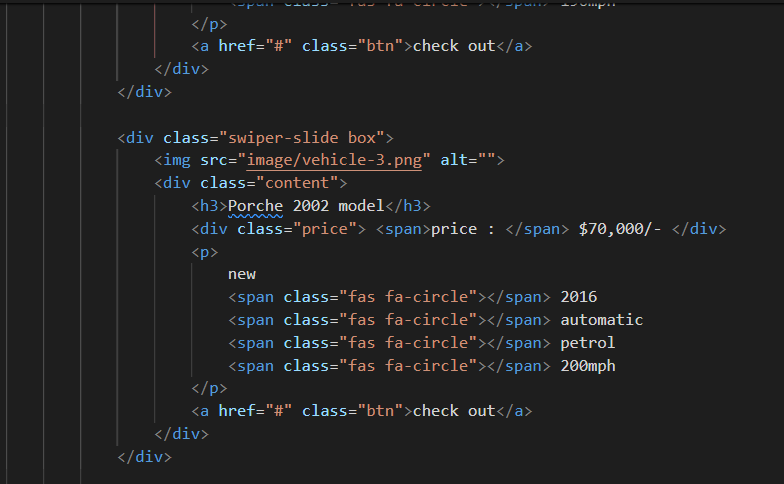 </p>
<a href="#" class="btn">check out</a>
</div>
</div>
<div class="swiper-slide box">
<img src="image/vehicle-3.png" alt="">
<div class="content">
<h3>Porche 2002 model</h3>
<div class="price"> <span>price : </span> $70,000/- </div>
<p>
new
<span class="fas fa-circle"></span> 2016
<span class="fas fa-circle"></span> automatic
<span class="fas fa-circle"></span> petrol
<span class="fas fa-circle"></span> 200mph
</p>
<a href="#" class="btn">check out</a>
</div>
</div>